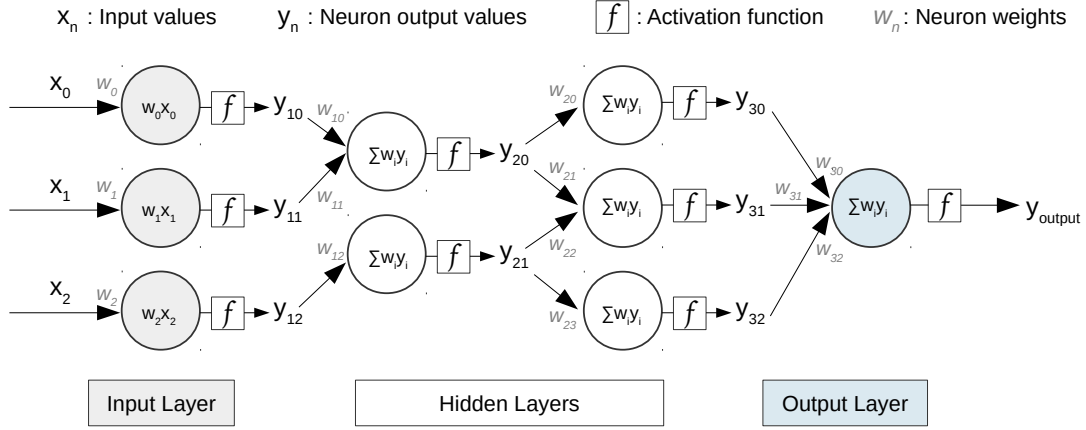 xn : Input values yn : Neuron output values f : Activation function wn : Neuron weights
x0 w0 w0x0 f y10 w10 ∑wiyi f y20 w20 ∑wiyi f y30 w30
x1 w1 w1x1 f y11 w11 w21 ∑wiyi f y31 w31 ∑wiyi f youtput
x2 w2 w2x2 f y12 w12 ∑wiyi f y21 w22 w23 ∑wiyi f y32 w32
Input Layer Hidden Layers Output Layer